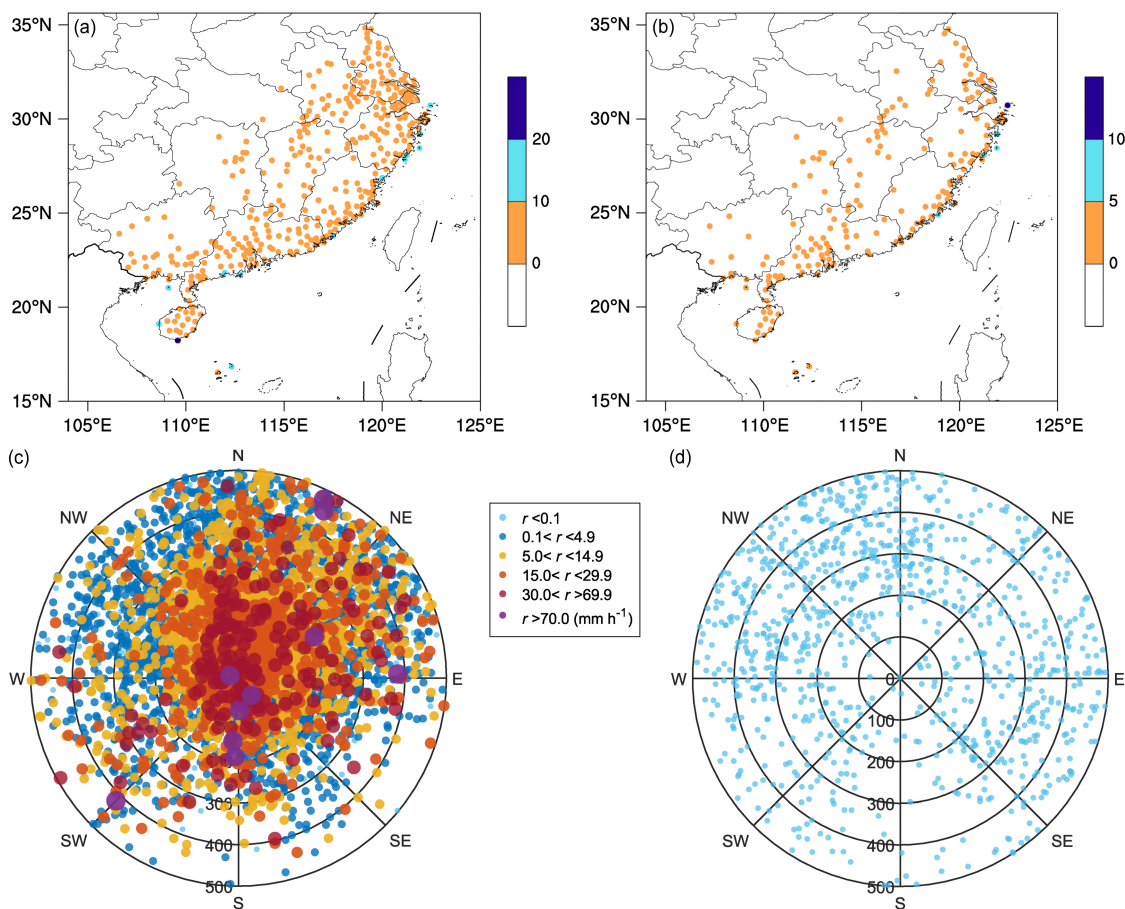 (a)
35°N
30°N
25°N
20°N
15°N
105°E 110°E 115°E 120°E 125°E
20
10
0
(b)
35°N
30°N
25°N
20°N
15°N
105°E 110°E 115°E 120°E 125°E
10
5
0
(c)
N
NW NE
W E
SW SE
300
400
500
S
r <0.1
0.1< r <4.9
5.0< r <14.9
15.0< r <29.9
30.0< r >69.9
r >70.0 (mm h⁻¹)
(d)
N
NW NE
W 0 E
100
200
300
SW SE
400
500
S